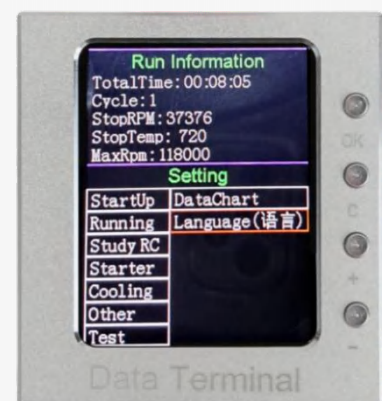 Run Information
TotalTime:00:08:05
Cycle:1
StopRPM:37376
StopTemp: 720
MaxRpm:118000
Setting
StartUp DataChart
Running Language(语言)
Study RC
Starter
Cooling
Other
Test
OK
C
+
-
Data Terminal